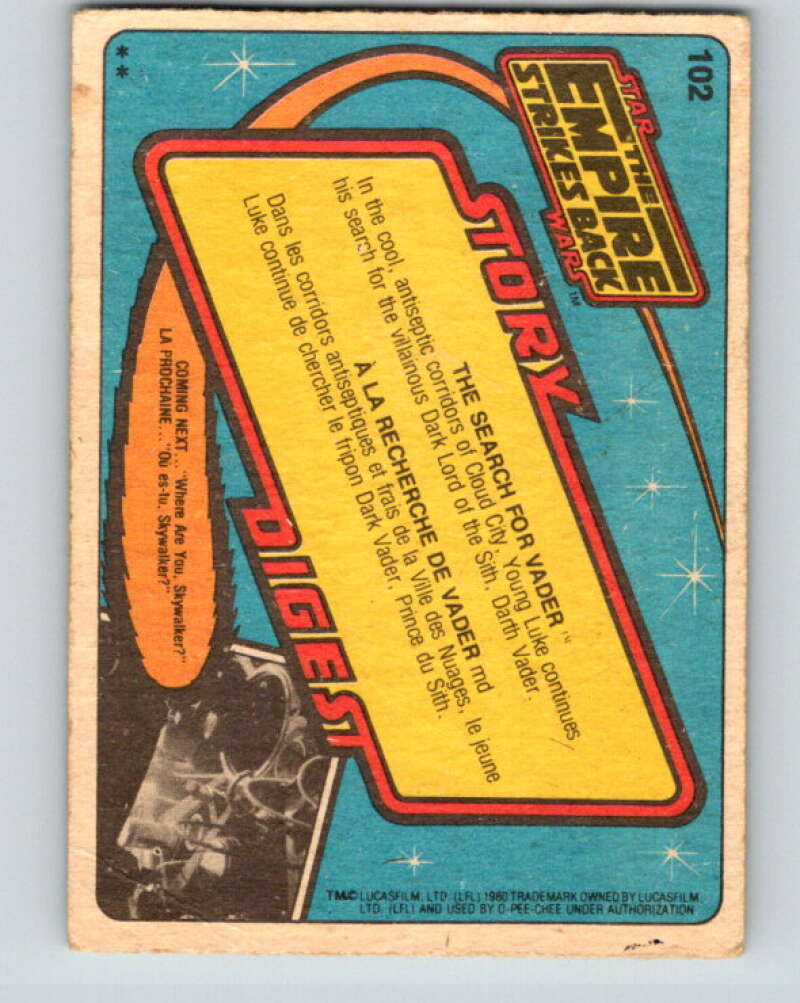 102
STAR
THE
EMPIRE
STRIKES BACK
WARS™
STORY
THE SEARCH FOR VADER™
In the cool, antiseptic corridors of Cloud City, Young Luke continues
his search for the villainous Dark Lord of the Sith, Darth Vader.
À LA RECHERCHE DE VADER md
Dans les corridors antiseptiques et frais de la Ville des Nuages, le jeune
Luke continue de chercher le fripon Dark Vader, Prince du Sith.
DIGEST
COMING NEXT... "Where Are You, Skywalker?"
LA PROCHAINE... "Où es-tu, Skywalker?"
**
TM© LUCASFILM, LTD. (LFL) 1980 TRADEMARK OWNED BY LUCASFILM,
LTD. (LFL) AND USED BY O-PEE-CHEE UNDER AUTHORIZATION